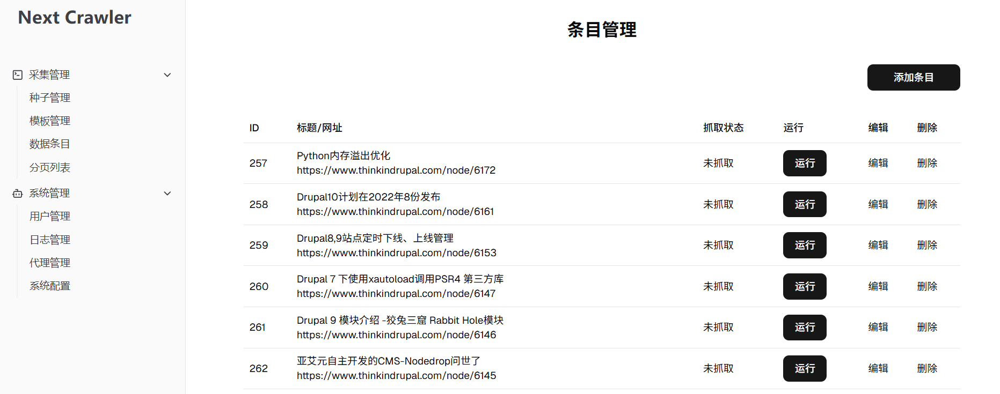 Next Crawler
采集管理
种子管理
模板管理
数据条目
分页列表
系统管理
用户管理
日志管理
代理管理
系统配置
条目管理
添加条目
ID 标题/网址 抓取状态 运行 编辑 删除
257 Python内存溢出优化 未抓取 运行 编辑 删除
https://www.thinkindrupal.com/node/6172
258 Drupal10计划在2022年8份发布 未抓取 运行 编辑 删除
https://www.thinkindrupal.com/node/6161
259 Drupal8,9站点定时下线、上线管理 未抓取 运行 编辑 删除
https://www.thinkindrupal.com/node/6153
260 Drupal 7 下使用xautoload调用PSR4 第三方库 未抓取 运行 编辑 删除
https://www.thinkindrupal.com/node/6147
261 Drupal 9 模块介绍 -狡兔三窟 Rabbit Hole模块 未抓取 运行 编辑 删除
https://www.thinkindrupal.com/node/6146
262 亚艾元自主开发的CMS-Nodedrop问世了 未抓取 运行 编辑 删除
https://www.thinkindrupal.com/node/6145